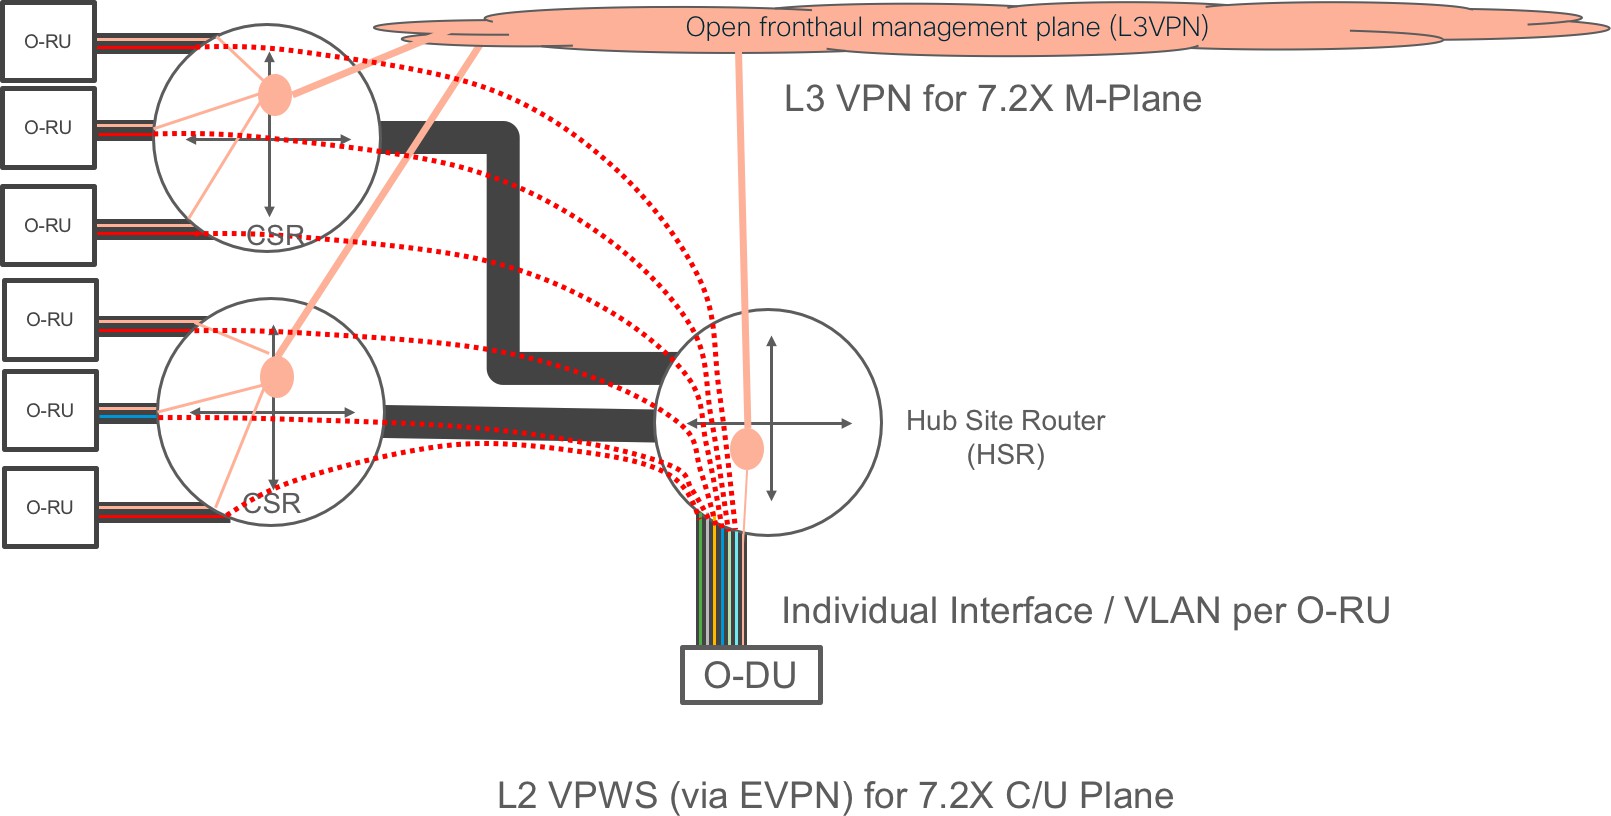 Open fronthaul management plane (L3VPN)
O-RU
L3 VPN for 7.2X M-Plane
O-RU
O-RU
CSR
O-RU
O-RU
Hub Site Router
(HSR)
O-RU
CSR
Individual Interface / VLAN per O-RU
O-DU
L2 VPWS (via EVPN) for 7.2X C/U Plane